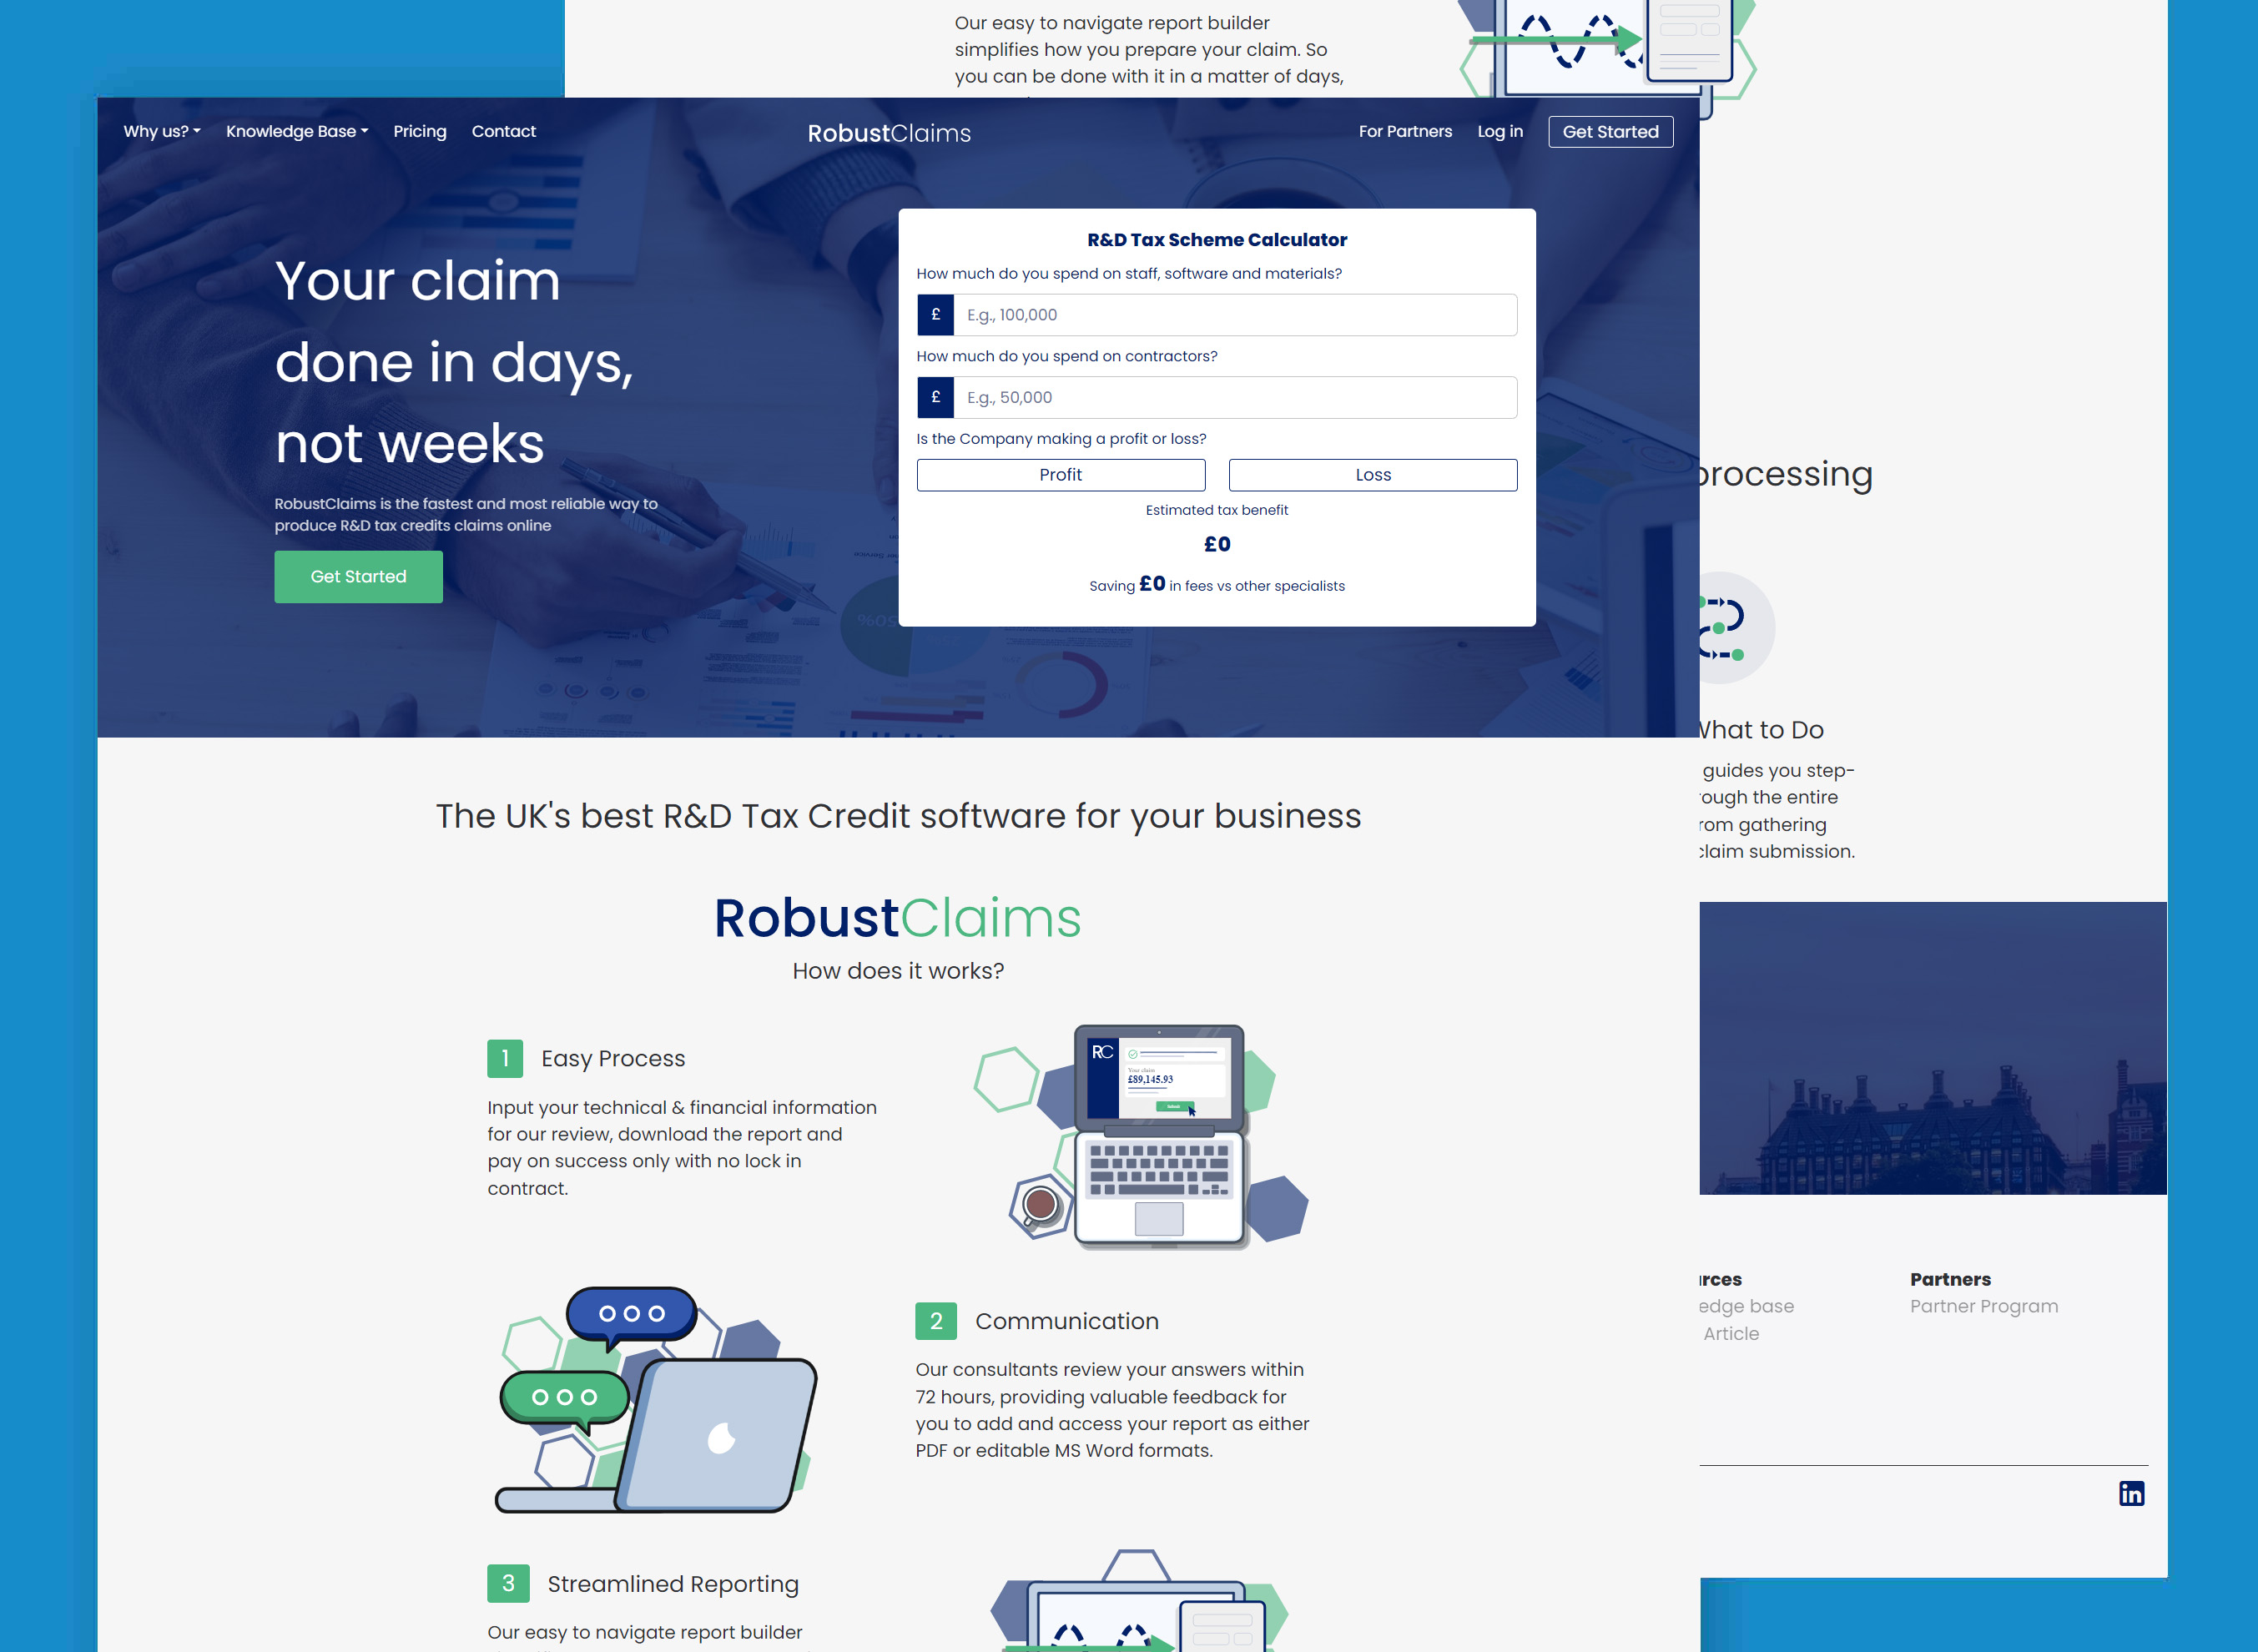 Our easy to navigate report builder
simplifies how you prepare your claim. So
you can be done with it in a matter of days,
Why us? Knowledge Base Pricing Contact
RobustClaims
For Partners Log in Get Started
Your claim
done in days,
not weeks
RobustClaims is the fastest and most reliable way to
produce R&D tax credits claims online
Get Started
R&D Tax Scheme Calculator
How much do you spend on staff, software and materials?
£ E.g., 100,000
How much do you spend on contractors?
£ E.g., 50,000
Is the Company making a profit or loss?
Profit Loss
Estimated tax benefit
£0
Saving £0 in fees vs other specialists
The UK's best R&D Tax Credit software for your business
RobustClaims
How does it works?
1 Easy Process
Input your technical & financial information
for our review, download the report and
pay on success only with no lock in
contract.
RC
Your claim
£89,145.93
2 Communication
Our consultants review your answers within
72 hours, providing valuable feedback for
you to add and access your report as either
PDF or editable MS Word formats.
3 Streamlined Reporting
Our easy to navigate report builder
processing
What to Do
guides you step-
rough the entire
rom gathering
claim submission.
rces
edge base
Article
Partners
Partner Program
in